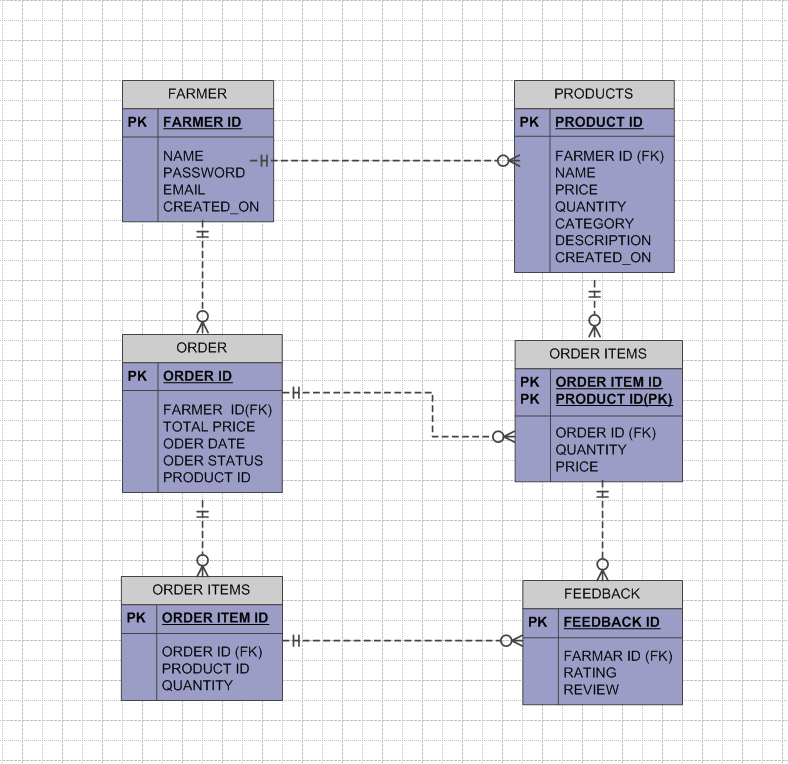 FARMER
PK FARMER ID
NAME
PASSWORD
EMAIL
CREATED_ON
PRODUCTS
PK PRODUCT ID
FARMER ID (FK)
NAME
PRICE
QUANTITY
CATEGORY
DESCRIPTION
CREATED_ON
ORDER
PK ORDER ID
FARMER ID(FK)
TOTAL PRICE
ODER DATE
ODER STATUS
PRODUCT ID
ORDER ITEMS
PK ORDER ITEM ID
PK PRODUCT ID(PK)
ORDER ID (FK)
QUANTITY
PRICE
ORDER ITEMS
PK ORDER ITEM ID
ORDER ID (FK)
PRODUCT ID
QUANTITY
FEEDBACK
PK FEEDBACK ID
FARMAR ID (FK)
RATING
REVIEW